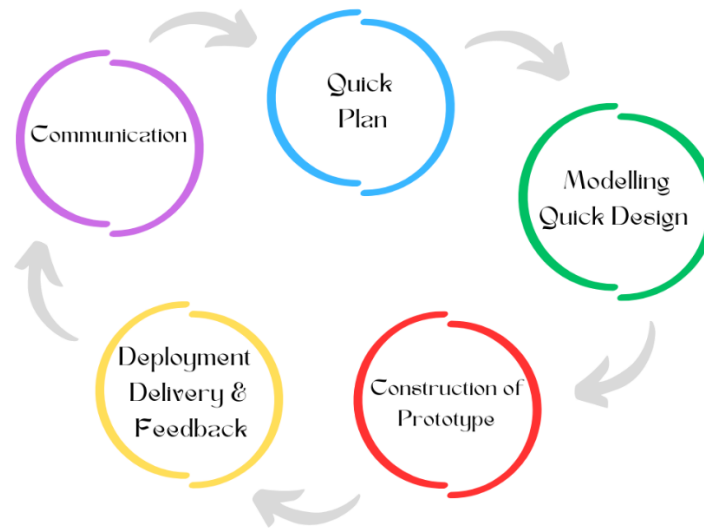 Communication
Quick
Plan
Modelling
Quick Design
Construction of
Prototype
Deployment
Delivery &
Feedback